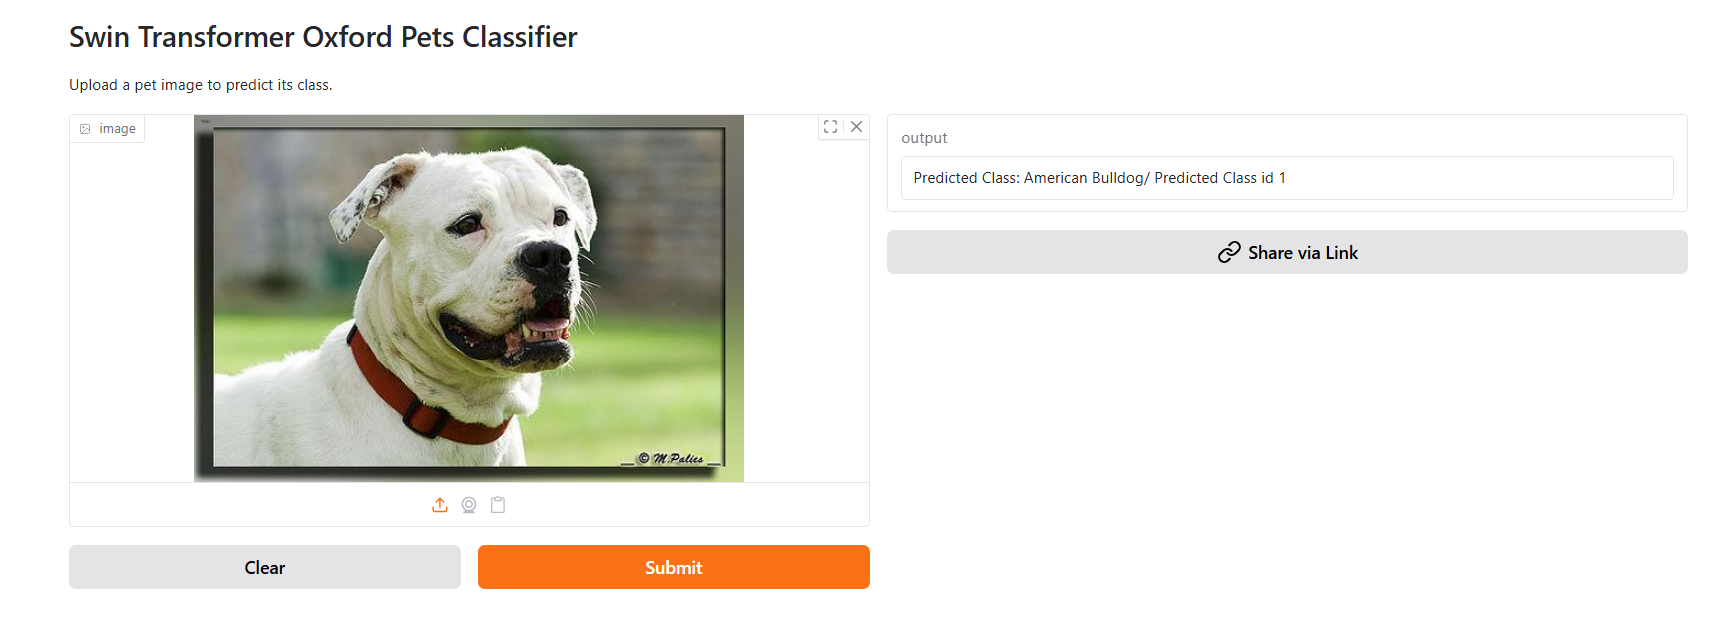 Swin Transformer Oxford Pets Classifier
Upload a pet image to predict its class.
image
© M.Palies
output
Predicted Class: American Bulldog/ Predicted Class id 1
Share via Link
Clear
Submit